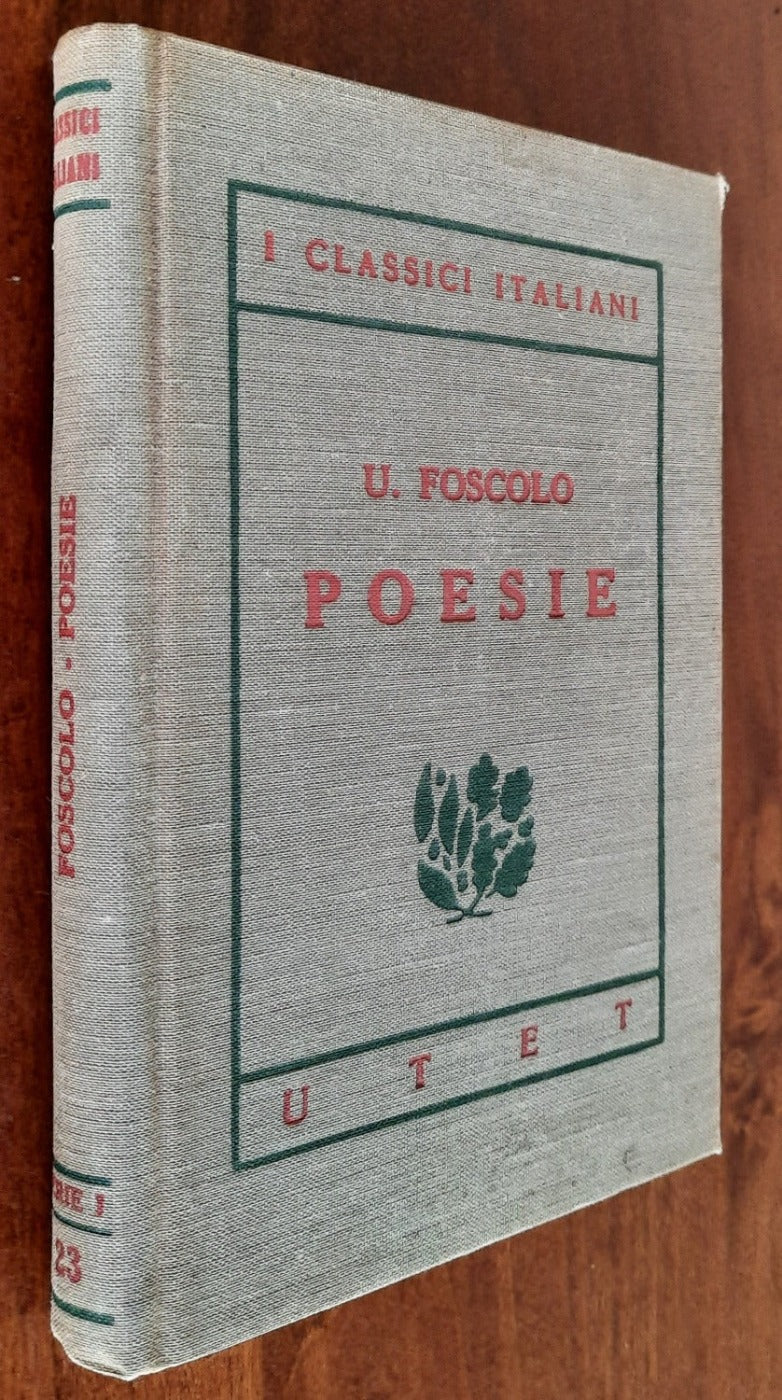 I CLASSICI ITALIANI
U. FOSCOLO
POESIE
UTET
FOSCOLO - POESIE
23